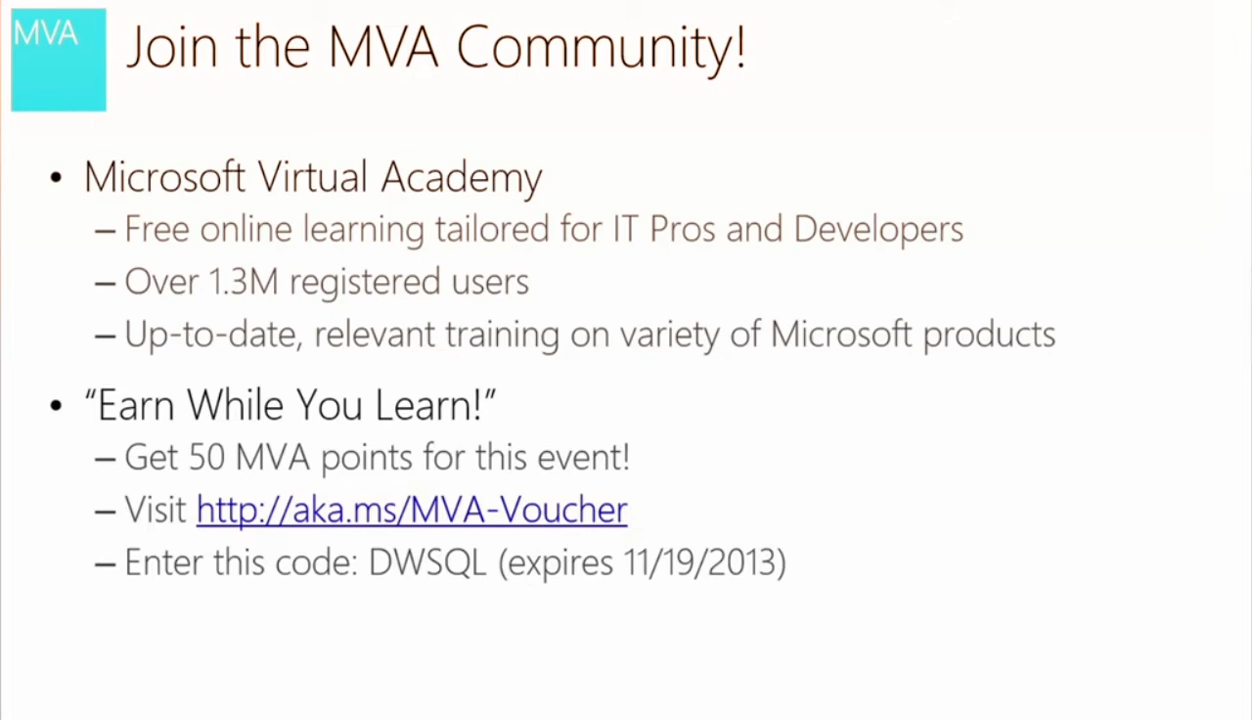 MVA
Join the MVA Community!
• Microsoft Virtual Academy
– Free online learning tailored for IT Pros and Developers
– Over 1.3M registered users
– Up-to-date, relevant training on variety of Microsoft products
• “Earn While You Learn!”
– Get 50 MVA points for this event!
– Visit http://aka.ms/MVA-Voucher
– Enter this code: DWSQL (expires 11/19/2013)